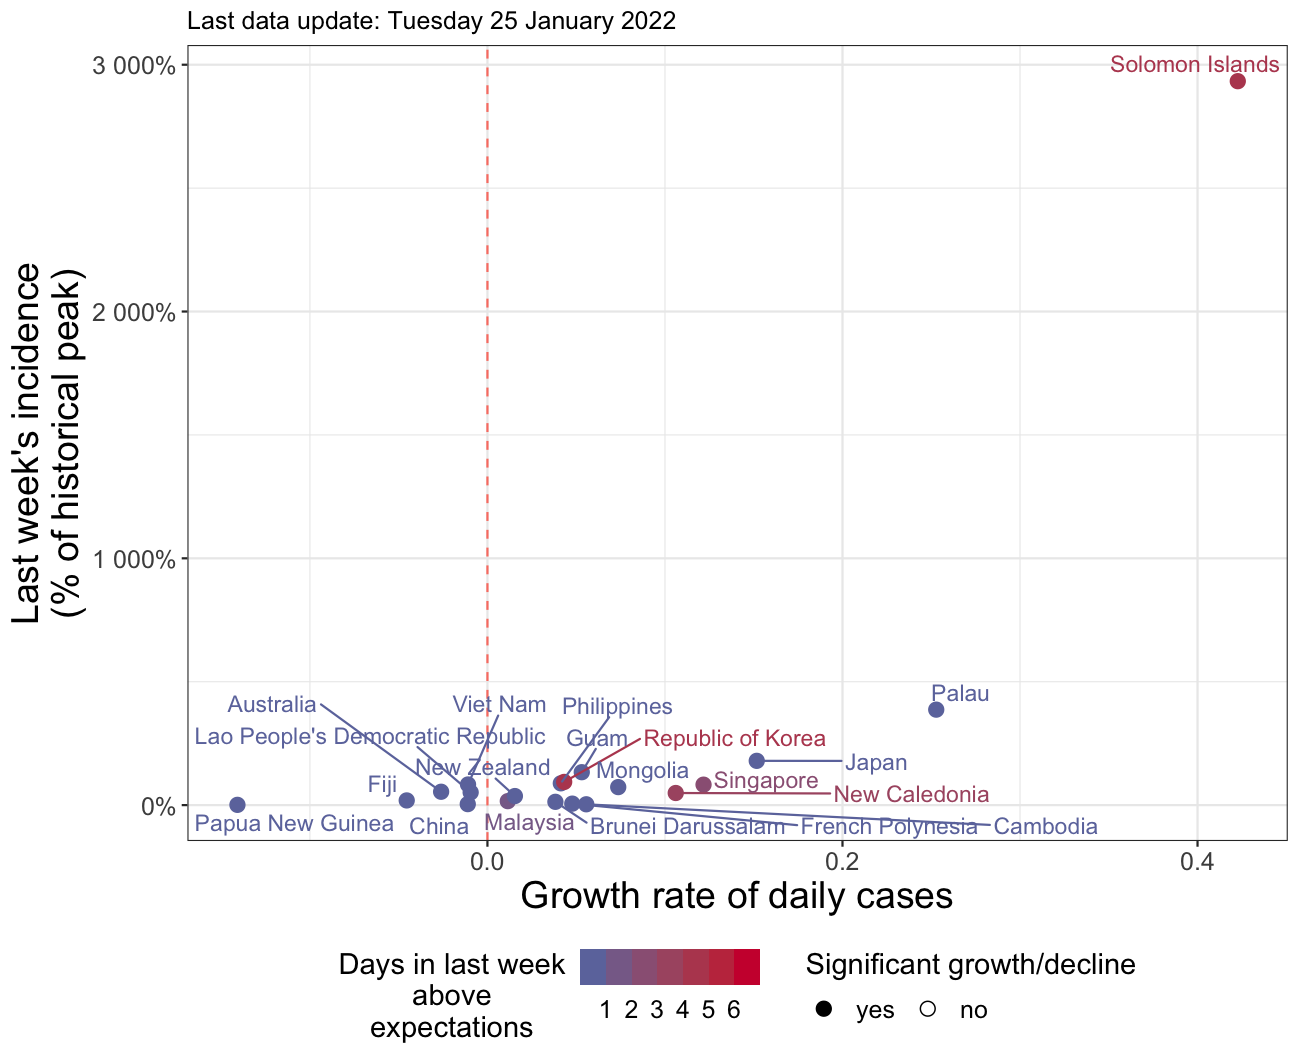 Last data update: Tuesday 25 January 2022
3 000%
2 000%
1 000%
0%
Last week's incidence
(% of historical peak)
Solomon Islands
Palau
Australia
Viet Nam
Philippines
Lao People's Democratic Republic
Guam
Republic of Korea
New Zealand
Mongolia
Japan
Fiji
Singapore
New Caledonia
Papua New Guinea
China
Malaysia
Brunei Darussalam
French Polynesia
Cambodia
0.0
0.2
0.4
Growth rate of daily cases
Days in last week
above
expectations
1 2 3 4 5 6
Significant growth/decline
yes
no